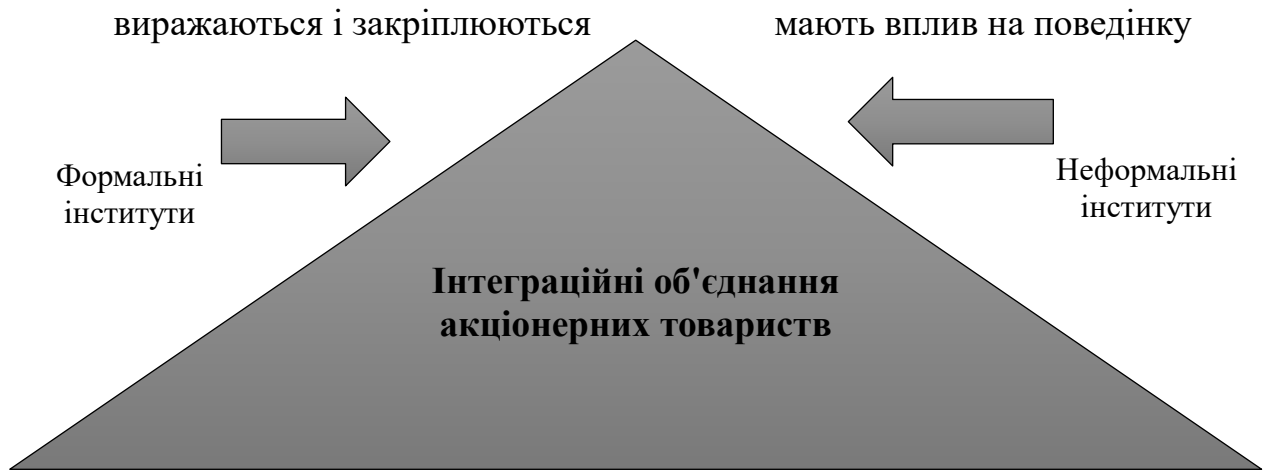 виражаються і закріплюються
мають вплив на поведінку
Формальні
інститути
Неформальні
інститути
Інтеграційні об'єднання
акціонерних товариств